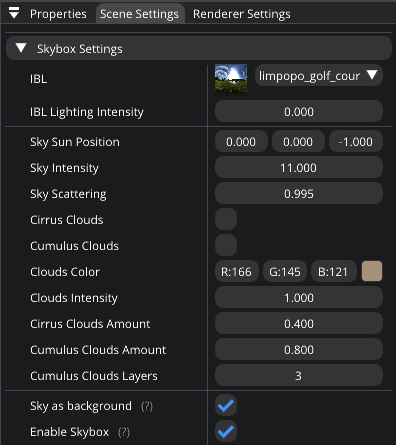 Properties Scene Settings Renderer Settings
Skybox Settings
IBL limpopo_golf_cour
IBL Lighting Intensity 0.000
Sky Sun Position 0.000 0.000 -1.000
Sky Intensity 11.000
Sky Scattering 0.995
Cirrus Clouds
Cumulus Clouds
Clouds Color R:166 G:145 B:121
Clouds Intensity 1.000
Cirrus Clouds Amount 0.400
Cumulus Clouds Amount 0.800
Cumulus Clouds Layers 3
Sky as background (?)
Enable Skybox (?)